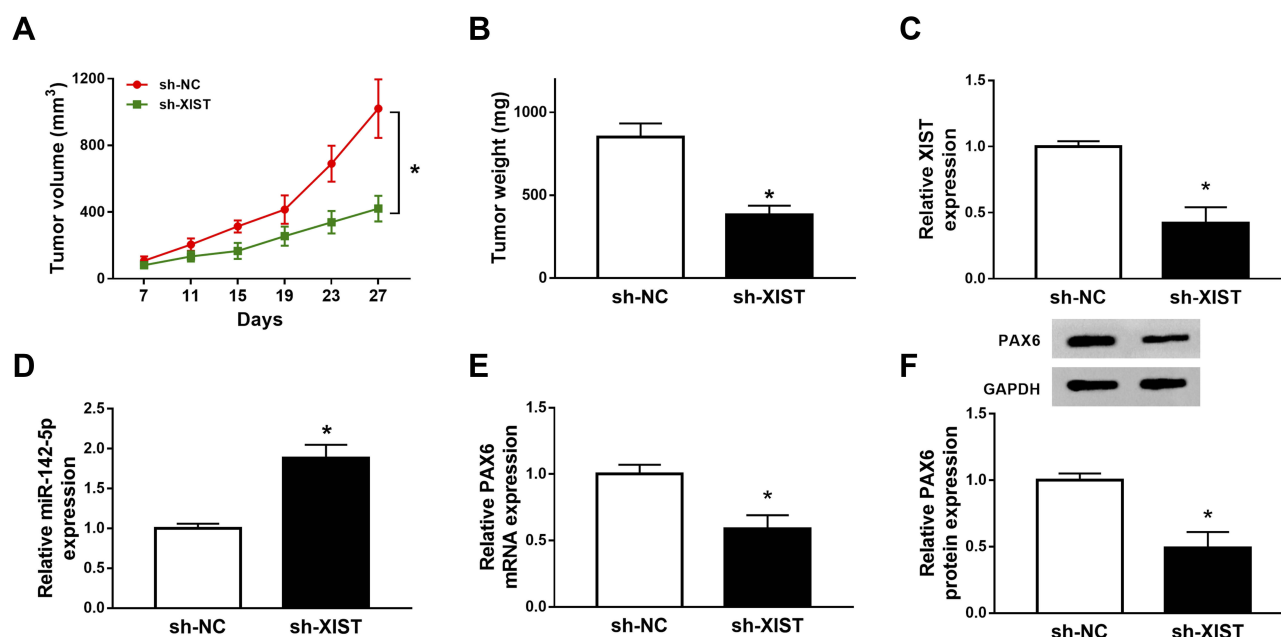 A
Tumor volume (mm³)
1200
800
400
0
sh-NC
sh-XIST
*
7 11 15 19 23 27
Days
B
Tumor weight (mg)
1000
500
0
*
sh-NC sh-XIST
C
Relative XIST
expression
1.5
1.0
0.5
0.0
*
sh-NC sh-XIST
D
Relative miR-142-5p
expression
2.5
2.0
1.5
1.0
0.5
0.0
*
sh-NC sh-XIST
E
Relative PAX6
mRNA expression
1.5
1.0
0.5
0.0
*
sh-NC sh-XIST
F
PAX6
GAPDH
Relative PAX6
protein expression
1.5
1.0
0.5
0.0
*
sh-NC sh-XIST